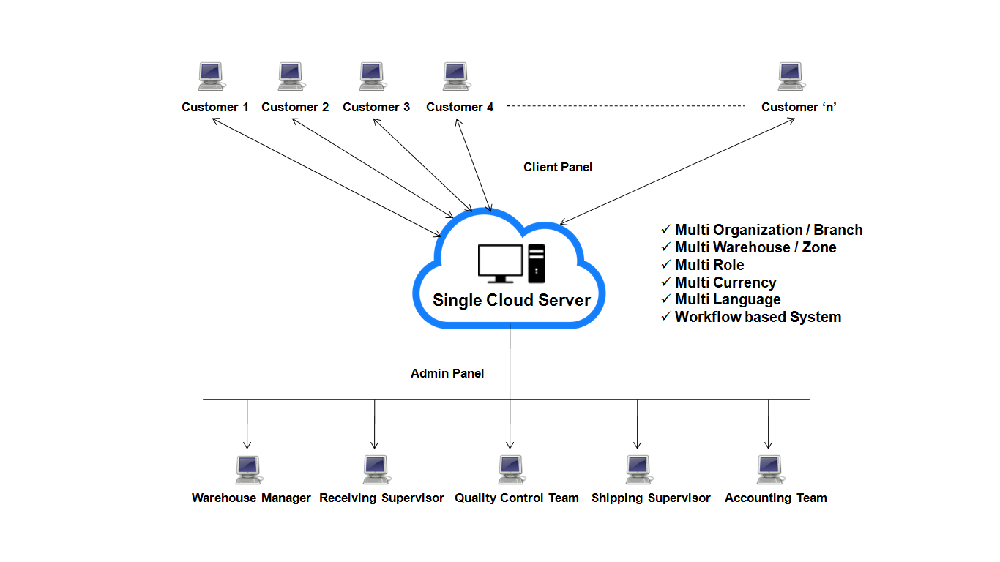 Customer 1
Customer 2
Customer 3
Customer 4
Customer ‘n’
Client Panel
Single Cloud Server
✓ Multi Organization / Branch
✓ Multi Warehouse / Zone
✓ Multi Role
✓ Multi Currency
✓ Multi Language
✓ Workflow based System
Admin Panel
Warehouse Manager
Receiving Supervisor
Quality Control Team
Shipping Supervisor
Accounting Team